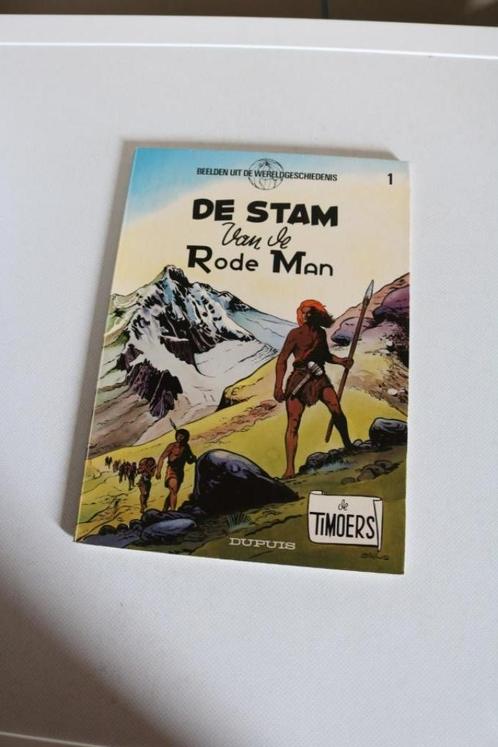 BEELDEN UIT DE WERELDGESCHIEDENIS
1
DE STAM
Van de
RODE MAN
de
TIMOERS
DUPUIS